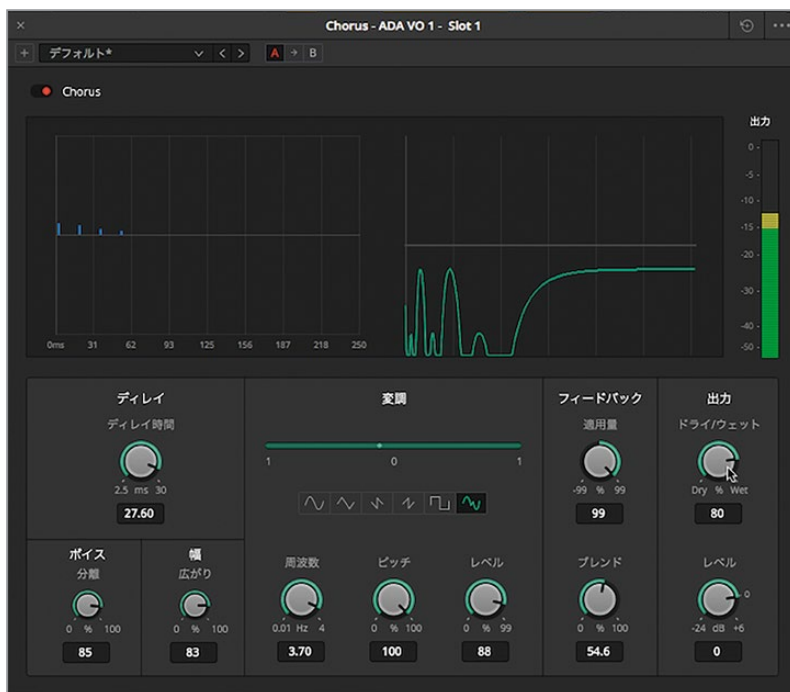 Chorus - ADA VO 1 - Slot 1
デフォルト*
A
B
Chorus
出力
0
-5
-10
-15
-20
-30
-40
-50
0ms 31 62 93 125 156 187 218 250
ディレイ
ディレイ時間
2.5 ms 30
27.60
ボイス
分離
0 % 100
85
幅
広がり
0 % 100
83
変調
1 0 1
周波数
0.01 Hz 4
3.70
ピッチ
0 % 100
100
レベル
0 % 99
88
フィードバック
適用量
-99 % 99
99
ブレンド
0 % 100
54.6
出力
ドライ/ウェット
Dry % Wet
80
レベル
0
-24 dB +6
0